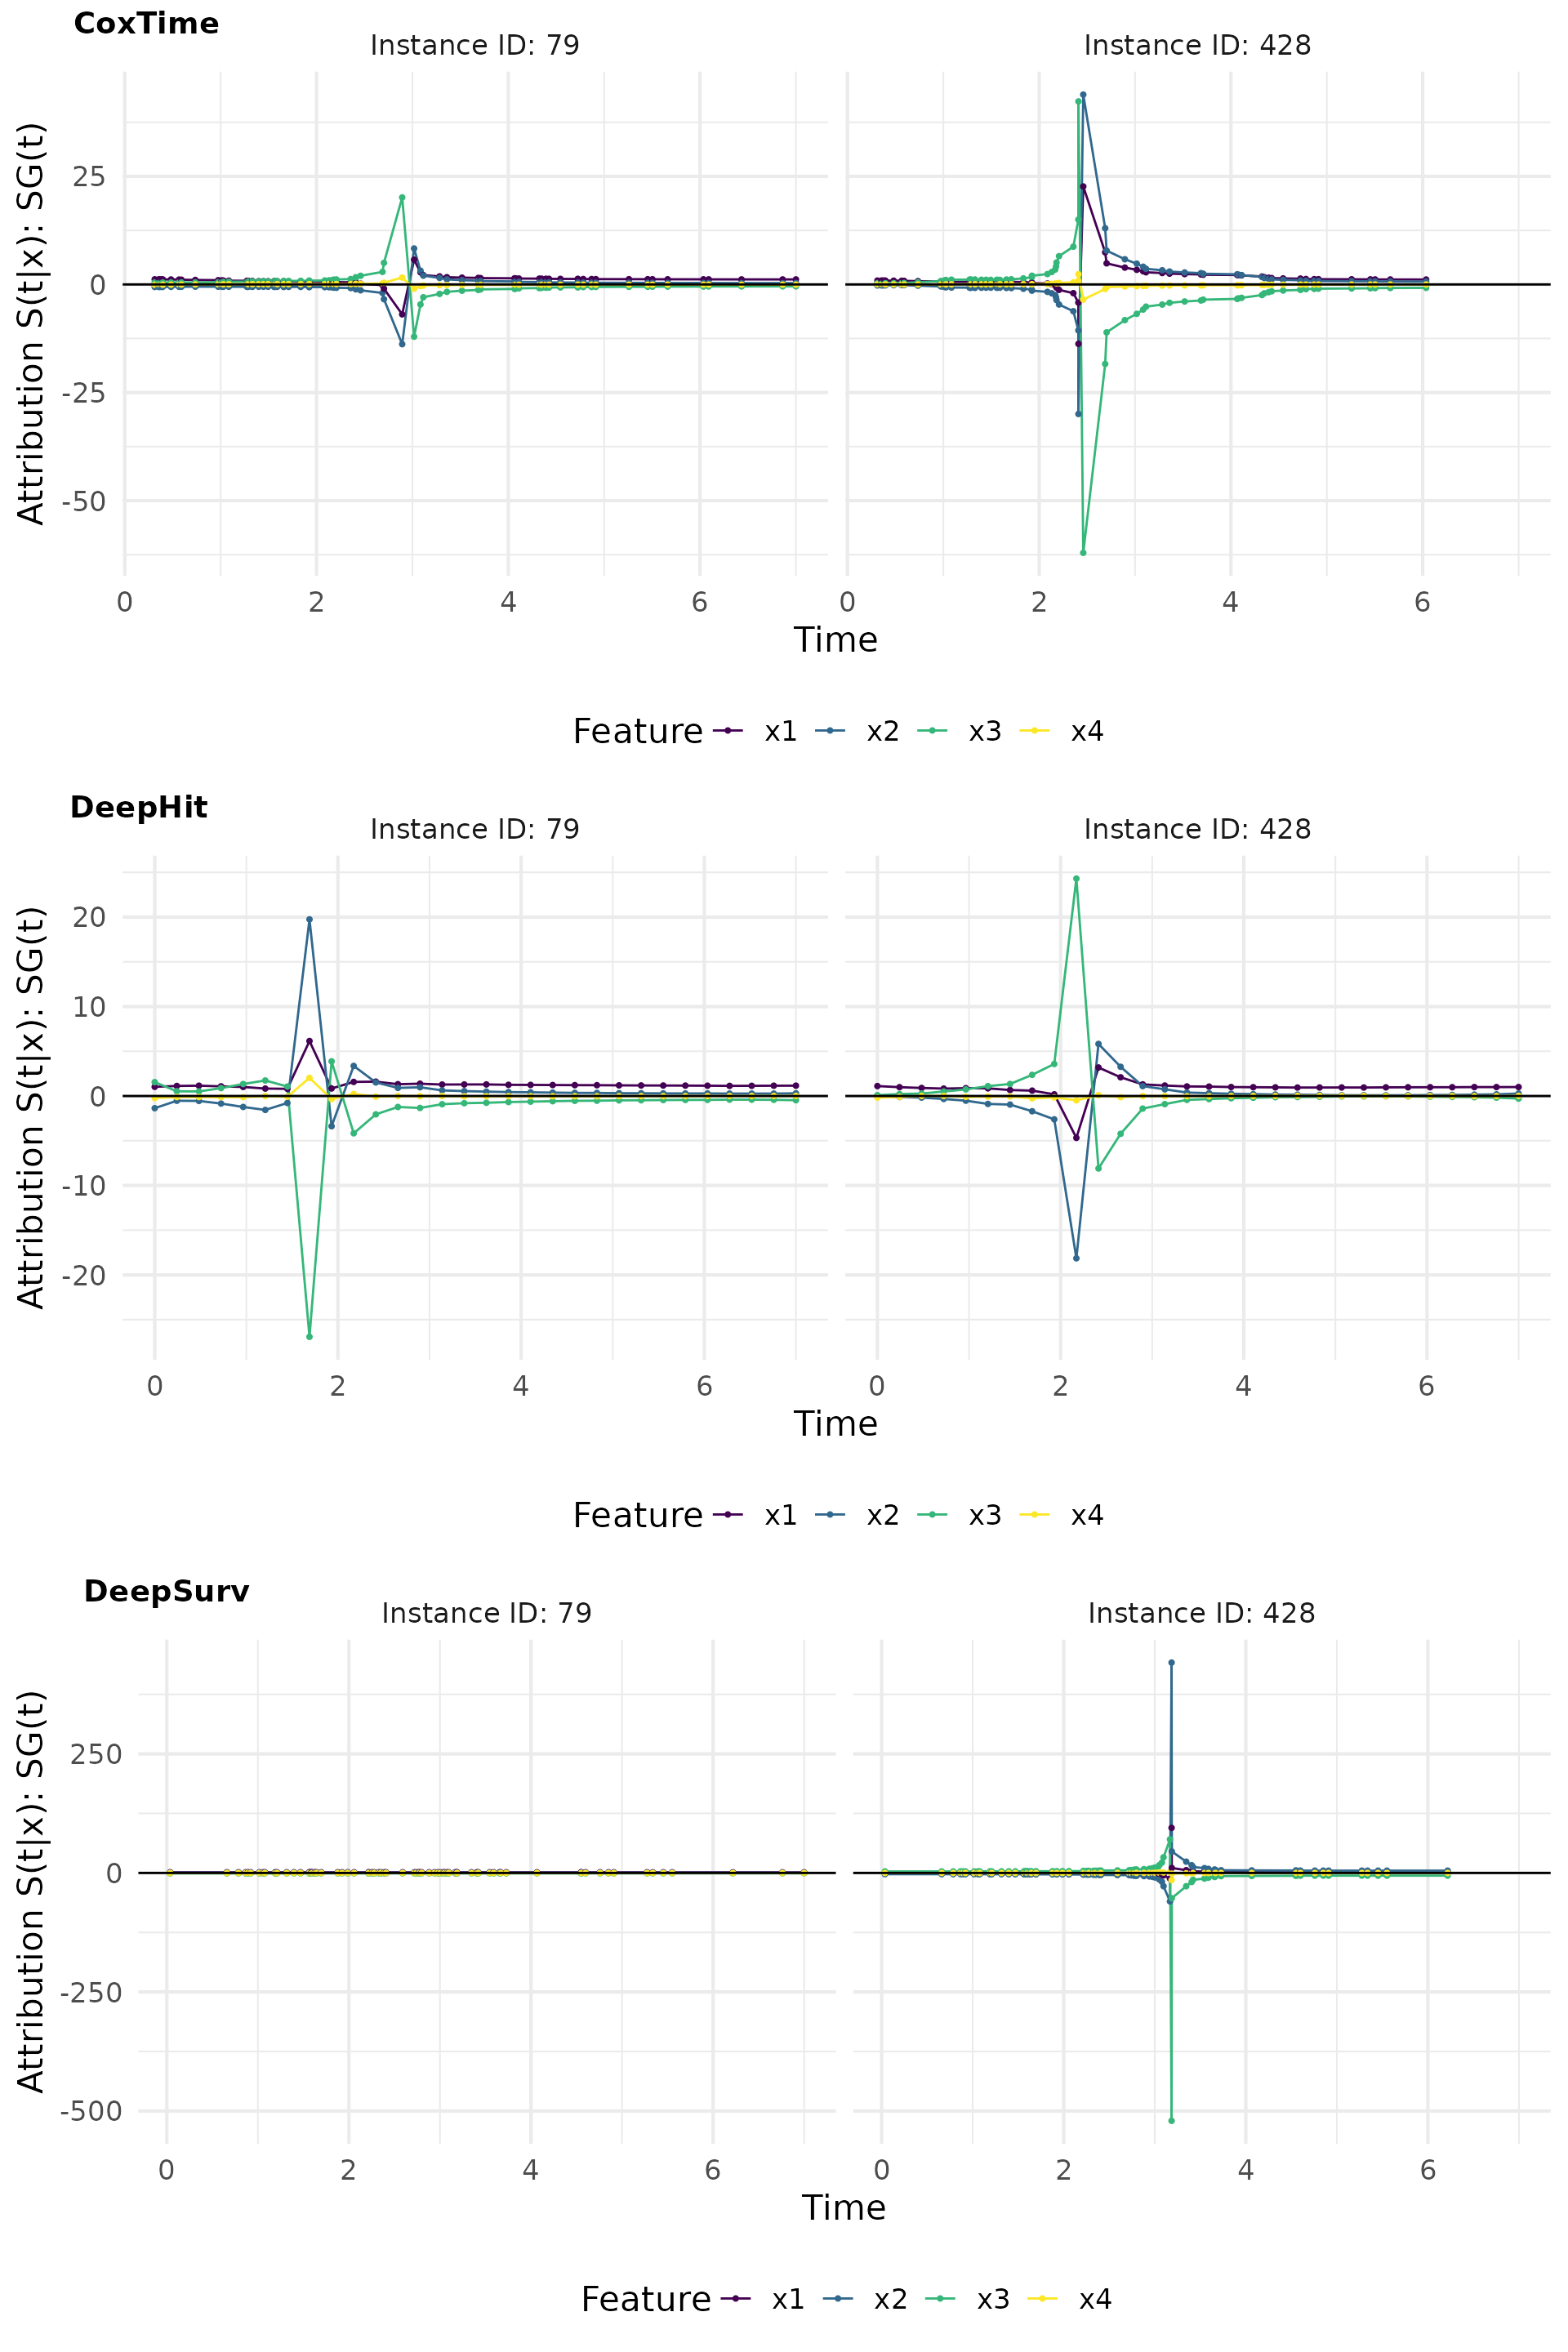 CoxTime
Instance ID: 79 Instance ID: 428
Attribution S(t|x): SG(t)
25
0
-25
-50
0 2 4 6 0 2 4 6
Time
Feature x1 x2 x3 x4
DeepHit
Instance ID: 79 Instance ID: 428
Attribution S(t|x): SG(t)
20
10
0
-10
-20
0 2 4 6 0 2 4 6
Time
Feature x1 x2 x3 x4
DeepSurv
Instance ID: 79 Instance ID: 428
Attribution S(t|x): SG(t)
250
0
-250
-500
0 2 4 6 0 2 4 6
Time
Feature x1 x2 x3 x4